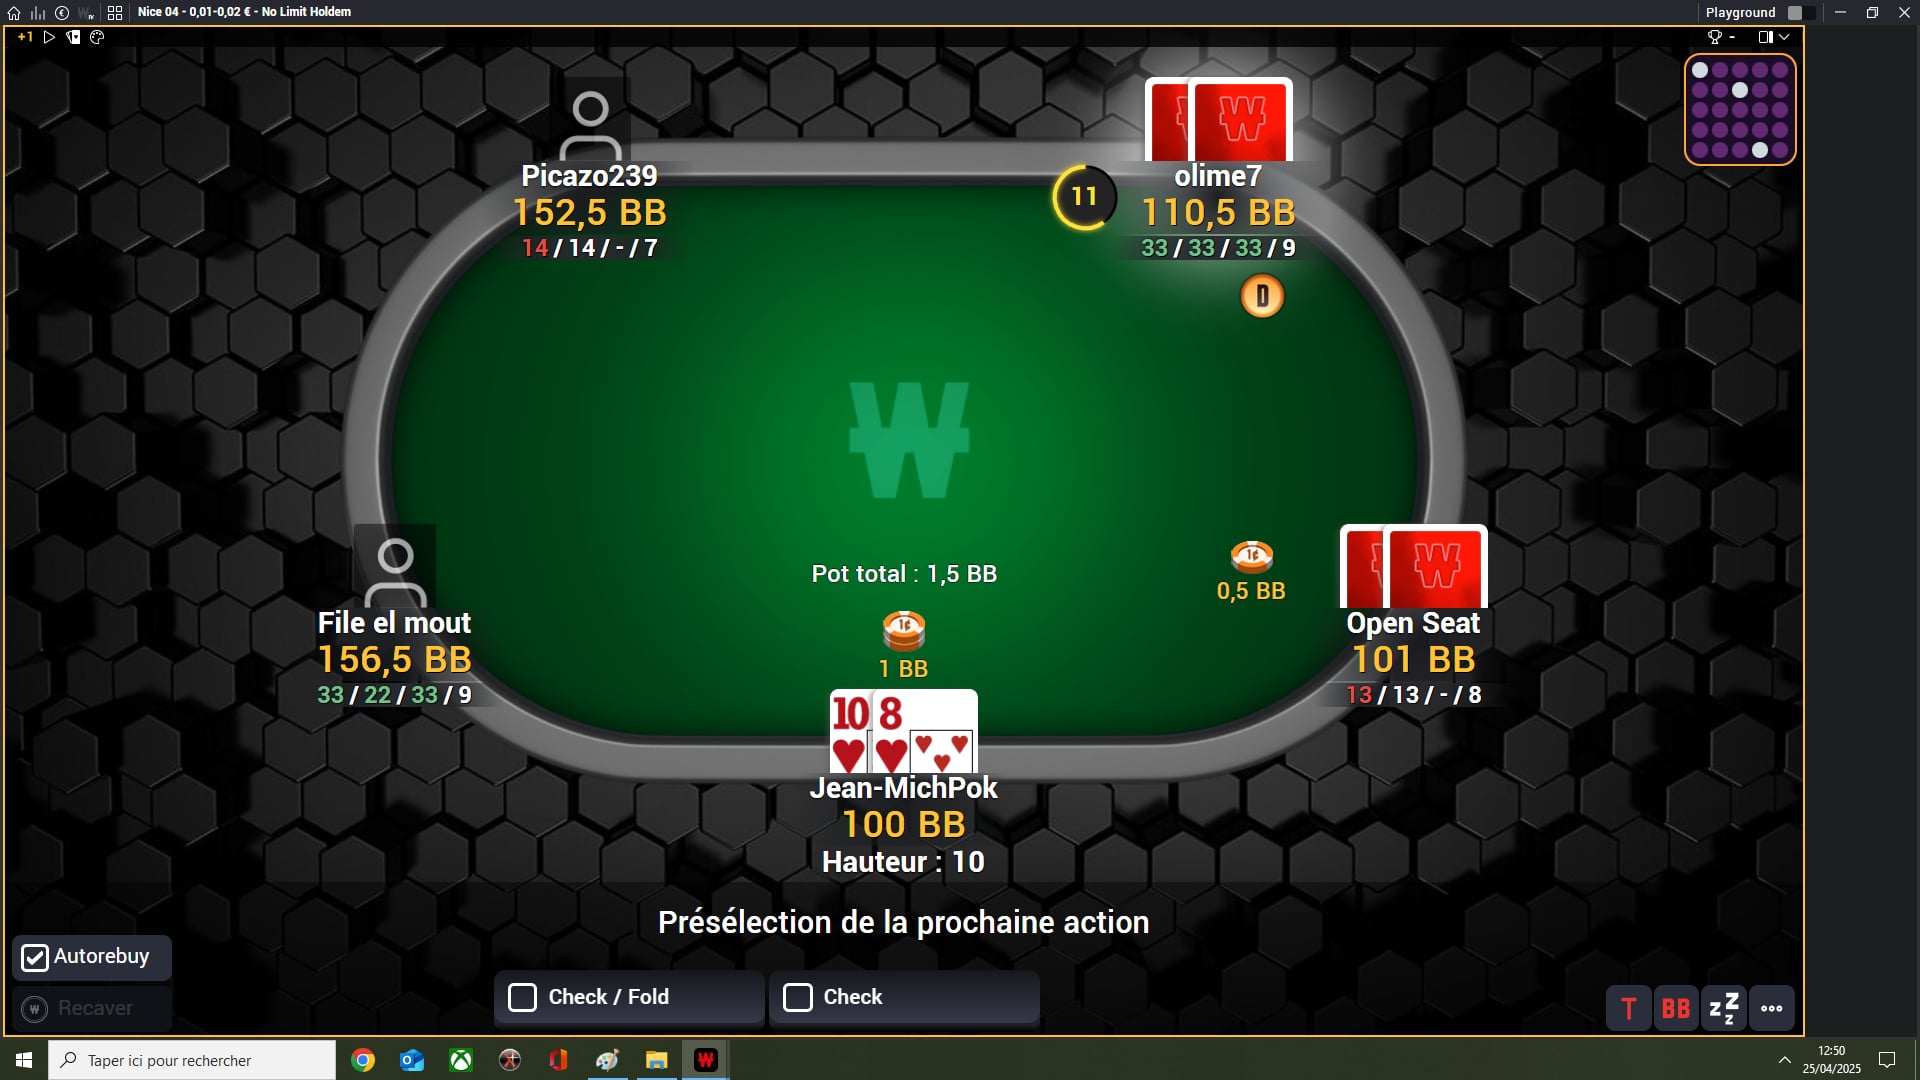 Nice 04 - 0,01-0,02 € - No Limit Holdem
Playground
+1
-
Picazo239
152,5 BB
14 / 14 / - / 7
11
olime7
110,5 BB
33 / 33 / 33 / 9
D
File el mout
156,5 BB
33 / 22 / 33 / 9
Pot total : 1,5 BB
1¢
0,5 BB
1¢
1 BB
Open Seat
101 BB
13 / 13 / - / 8
10 8
Jean-MichPok
100 BB
Hauteur : 10
Présélection de la prochaine action
Autorebuy
Recaver
Check / Fold
Check
T
BB
zZz
Taper ici pour rechercher
12:50
25/04/2025